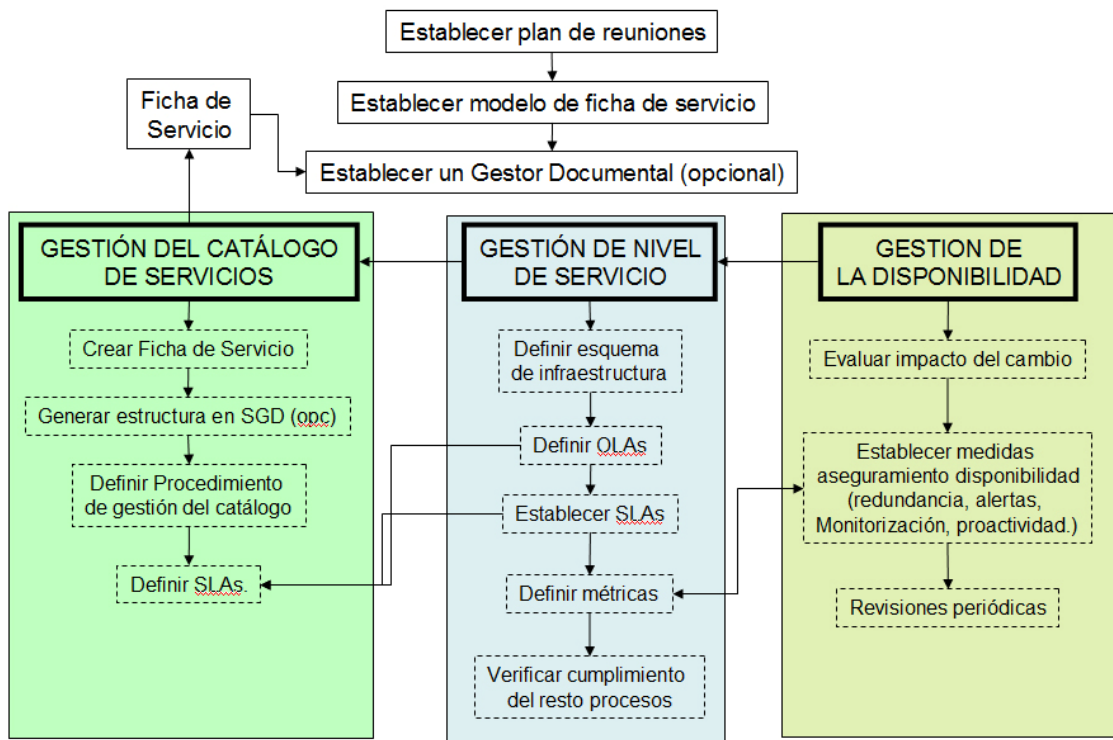 Establecer plan de reuniones
Ficha de
Servicio
Establecer modelo de ficha de servicio
Establecer un Gestor Documental (opcional)
GESTIÓN DEL CATÁLOGO
DE SERVICIOS
Crear Ficha de Servicio
Generar estructura en SGD (opc)
Definir Procedimiento
de gestión del catálogo
Definir SLAs.
GESTIÓN DE NIVEL
DE SERVICIO
Definir esquema
de infraestructura
Definir OLAs
Establecer SLAs
Definir métricas
Verificar cumplimiento
del resto procesos
GESTION DE
LA DISPONIBILIDAD
Evaluar impacto del cambio
Establecer medidas
aseguramiento disponibilidad
(redundancia, alertas,
Monitorización, proactividad.)
Revisiones periódicas